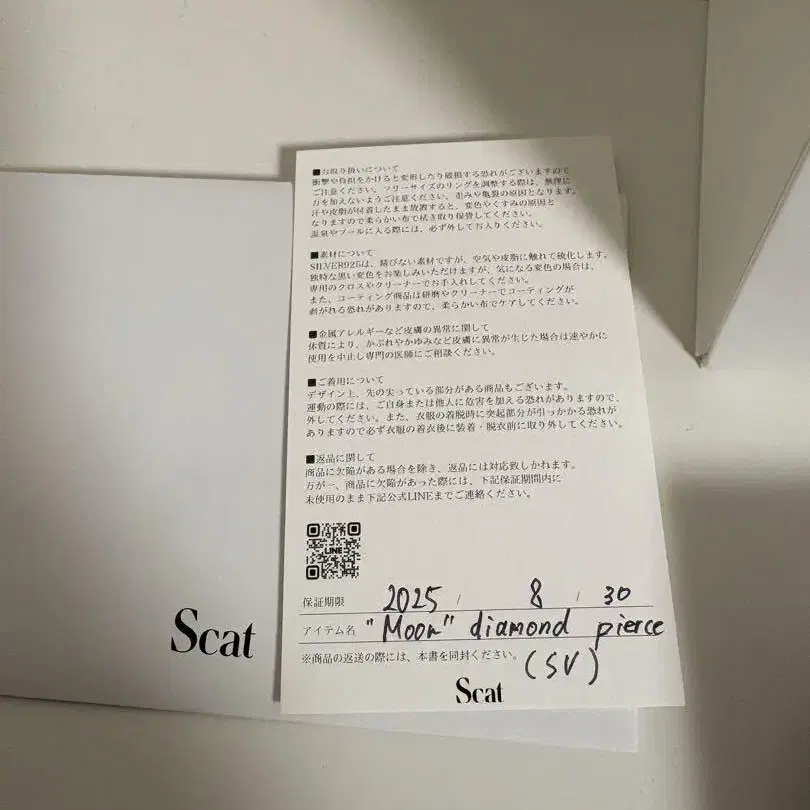 ■お取り扱いについて
衝撃や負担をかけると変形したり破損する恐れがございますので
ご注意ください。フリーサイズのリングを調整する際は、無理に
力を加えないようご注意ください。歪みや亀裂の原因となります。
汗や皮脂が付着したまま放置すると、変色やくすみの原因と
なりますので柔らかい布で拭き取り保管してください。
温泉やプールに入る際には、必ず外してお入りください。
■素材について
SILVER925は、錆びない素材ですが、空気や皮脂に触れて硫化します。
独特な黒い変色をお楽しみいただけますが、気になる変色の場合は、
専用のクロスやクリーナーでお手入れしてください。
また、コーティング商品は研磨やクリーナーでコーティングが
剥がれる恐れがありますので、柔らかい布でケアしてください。
■金属アレルギーなど皮膚の異常に関して
体質により、かぶれやかゆみなど皮膚に異常が生じた場合は速やかに
使用を中止し専門の医師にご相談ください。
■ご着用について
デザイン上、先の尖っている部分がある商品もございます。
運動の際には、ご自身または他人に危害を加える恐れがありますので、
外してください。また、衣服の着脱時に突起部分が引っかかる恐れが
ありますので必ず衣服の着衣後に装着・脱衣前に取り外してください。
■返品に関して
商品に欠陥がある場合を除き、返品には対応致しかねます。
万が一、商品に欠陥があった際には、下記保証期間内に
未使用のまま下記公式LINEまでご連絡ください。
LINE
保証期限 2025 / 8 / 30
アイテム名 "Moon" diamond pierce
(SV)
※商品の返送の際には、本書を同封ください。
Scat
Scat